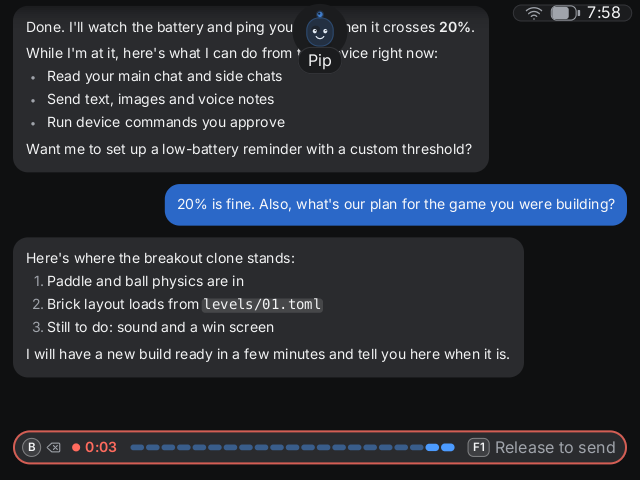 7:58
Done. I'll watch the battery and ping you en it crosses 20%.
While I'm at it, here's what I can do from vice right now:
Pip
• Read your main chat and side chats
• Send text, images and voice notes
• Run device commands you approve
Want me to set up a low-battery reminder with a custom threshold?
20% is fine. Also, what's our plan for the game you were building?
Here's where the breakout clone stands:
1. Paddle and ball physics are in
2. Brick layout loads from levels/01.toml
3. Still to do: sound and a win screen
I will have a new build ready in a few minutes and tell you here when it is.
B 0:03 F1 Release to send